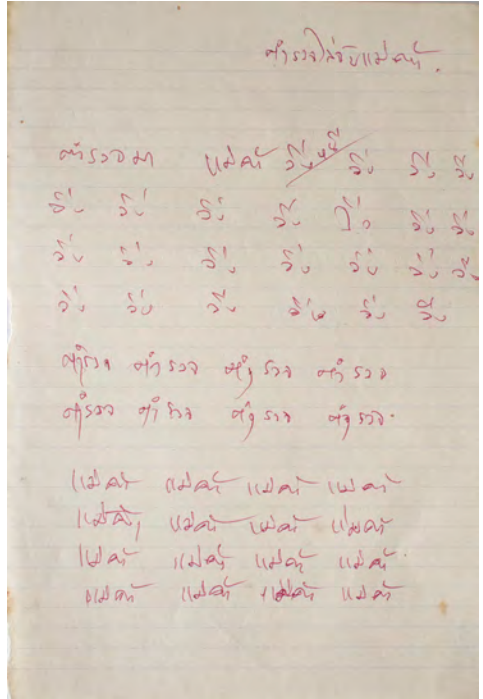 ตำรวจไล่จับแม่ค้า
ตำรวจมา แม่ค้า วิ่งหนี วิ่ง วิ่ง วิ่ง
วิ่ง วิ่ง วิ่ง วิ่ง วิ่ง วิ่ง วิ่ง
วิ่ง วิ่ง วิ่ง วิ่ง วิ่ง วิ่ง วิ่ง
วิ่ง วิ่ง วิ่ง วิ่ง วิ่ง วิ่ง
ตำรวจ ตำรวจ ตำรวจ ตำรวจ
ตำรวจ ตำรวจ ตำรวจ ตำรวจ
แม่ค้า แม่ค้า แม่ค้า แม่ค้า
แม่ค้า แม่ค้า แม่ค้า แม่ค้า
แม่ค้า แม่ค้า แม่ค้า แม่ค้า
แม่ค้า แม่ค้า แม่ค้า แม่ค้า